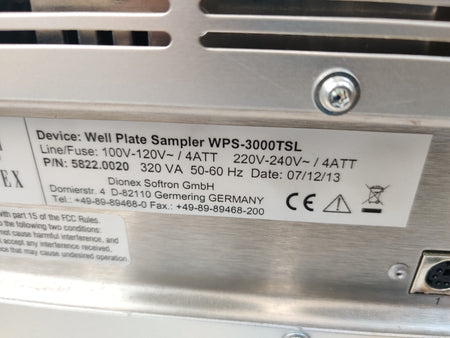 Device: Well Plate Sampler WPS-3000TSL
Line/Fuse: 100V-120V~ / 4ATT 220V-240V~ / 4ATT
P/N: 5822.0020 320 VA 50-60 Hz Date: 07/12/13
Dionex Softron GmbH
Dornierstr. 4 D-82110 Germering GERMANY
Tel.: +49-89-89468-0 Fax.: +49-89-89468-200
CE
EX
with part 15 of the FCC Rules
the following two conditions:
not cause harmful interference, and
accept any interference received,
that may cause undesired operation
1